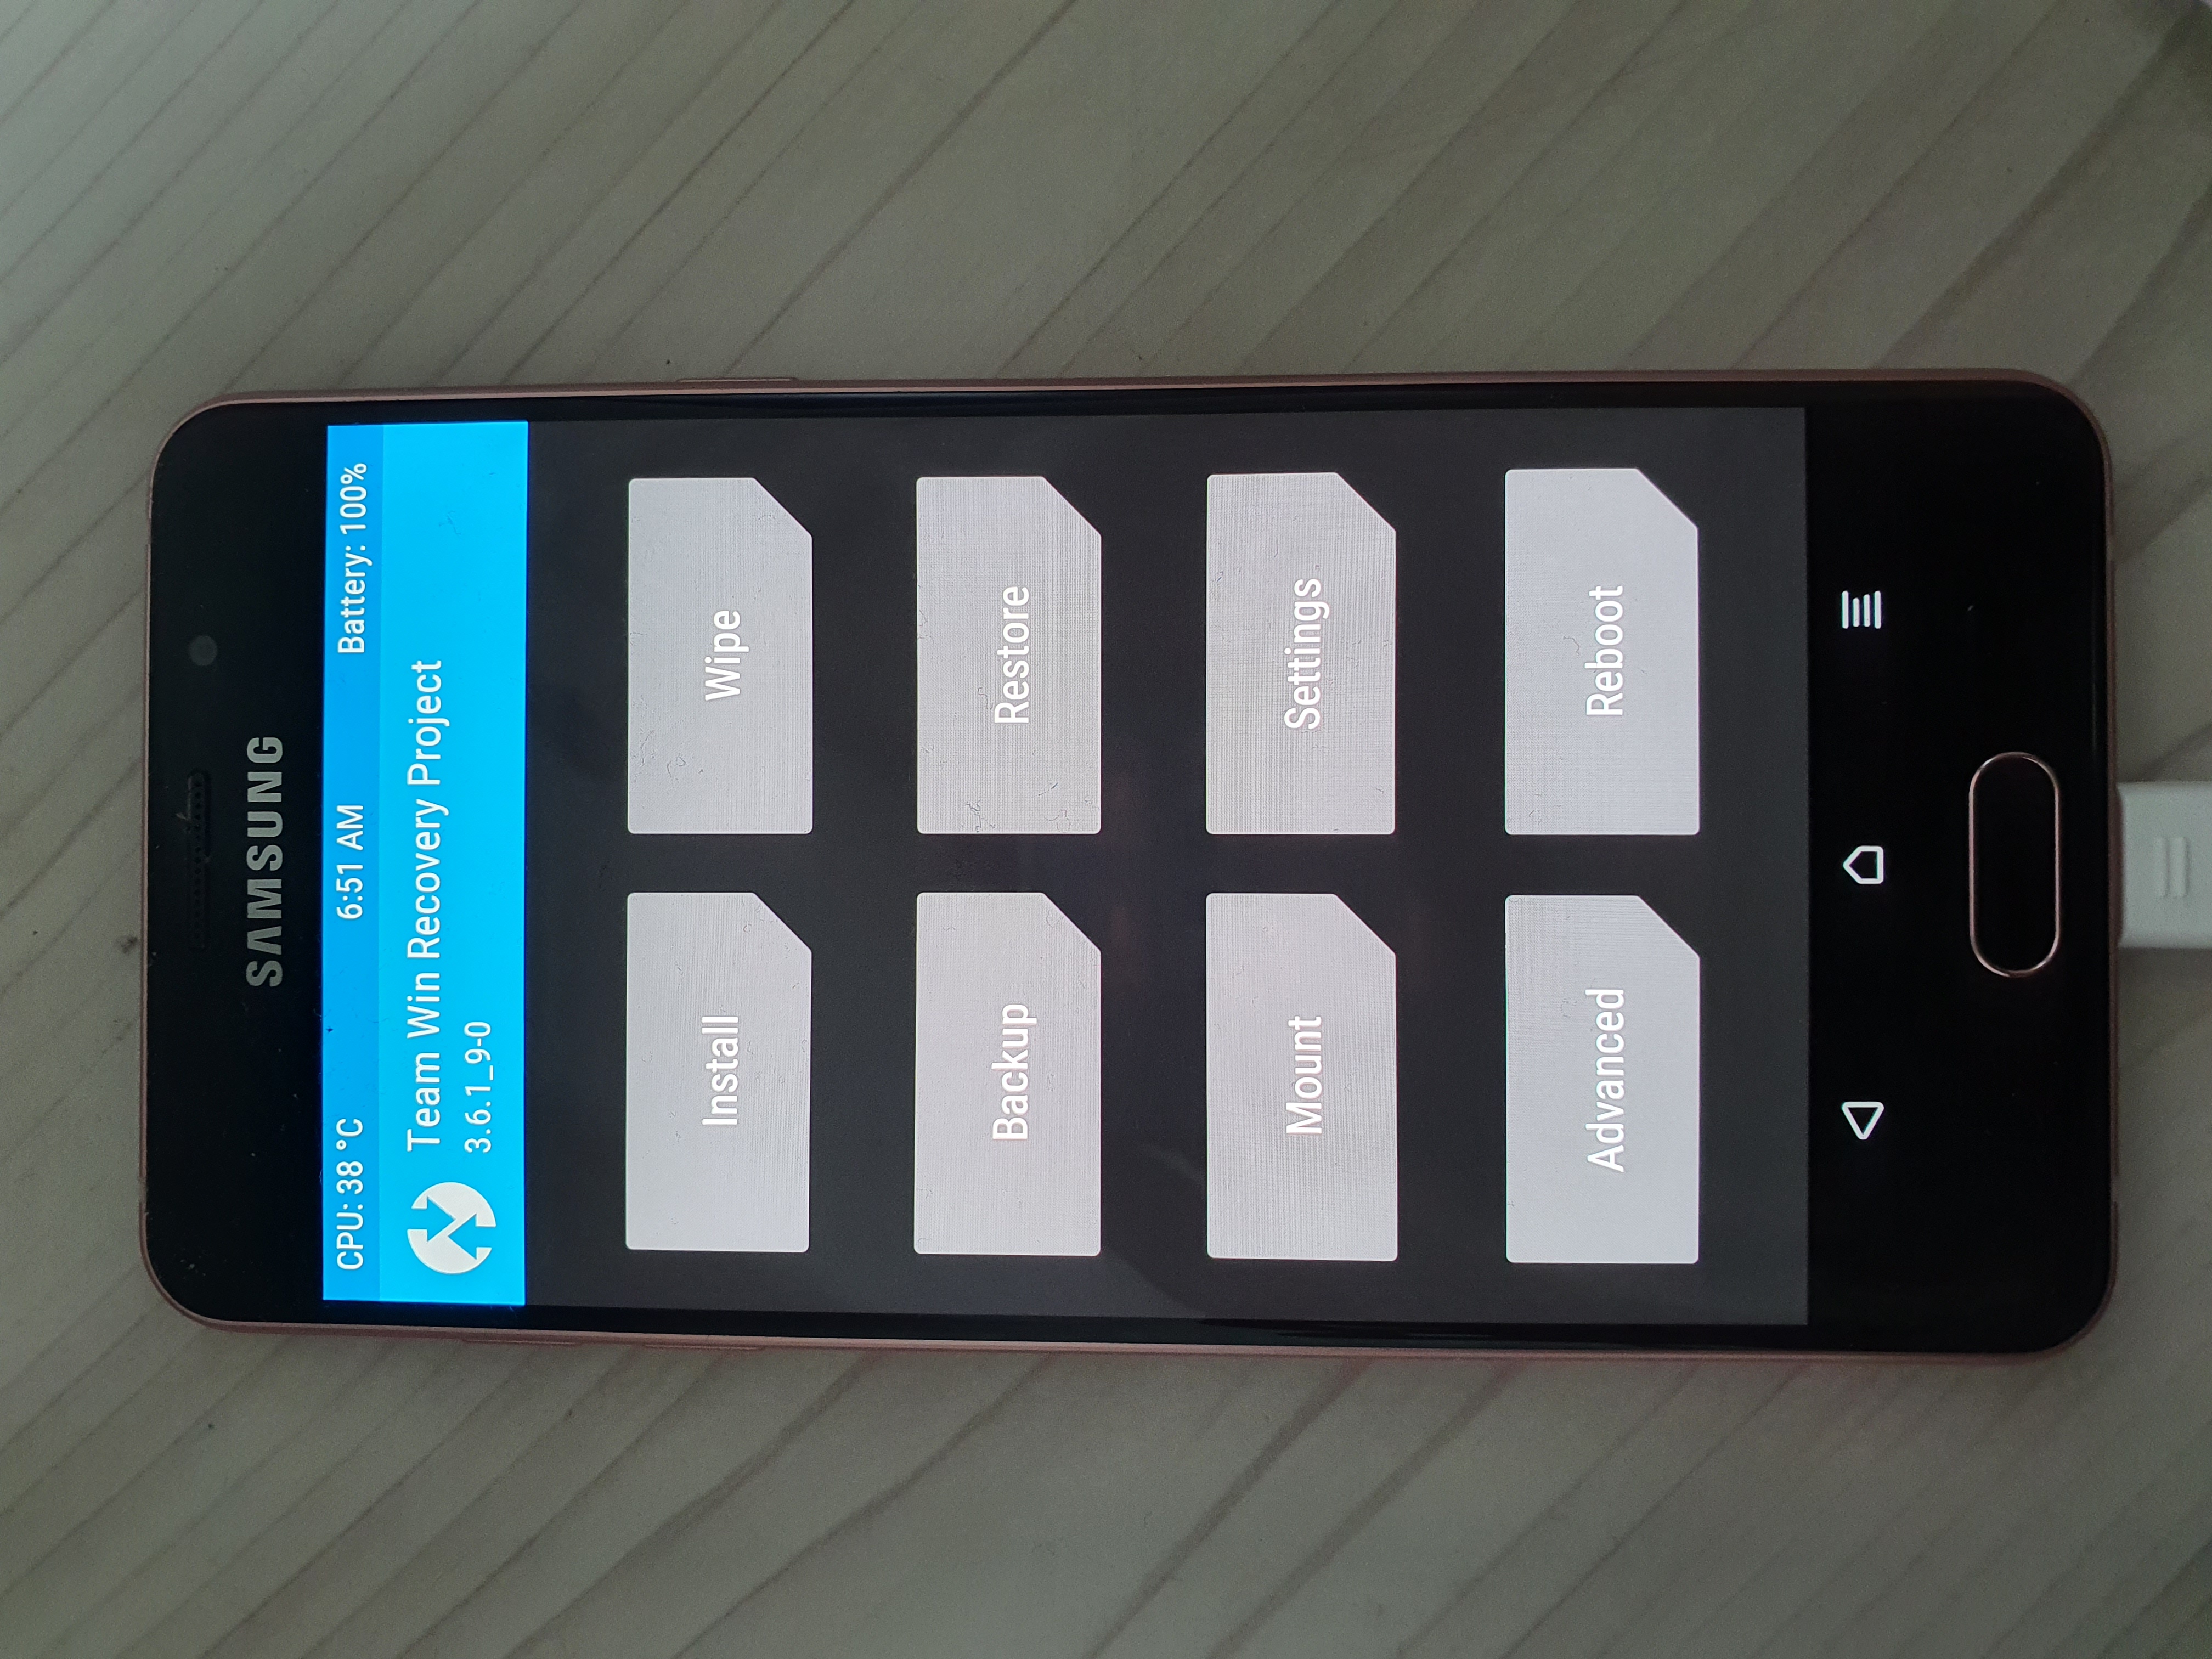 SAMSUNG
CPU: 38 °C 6:51 AM Battery: 100%
Team Win Recovery Project
3.6.1_9-0
Install Wipe
Backup Restore
Mount Settings
Advanced Reboot